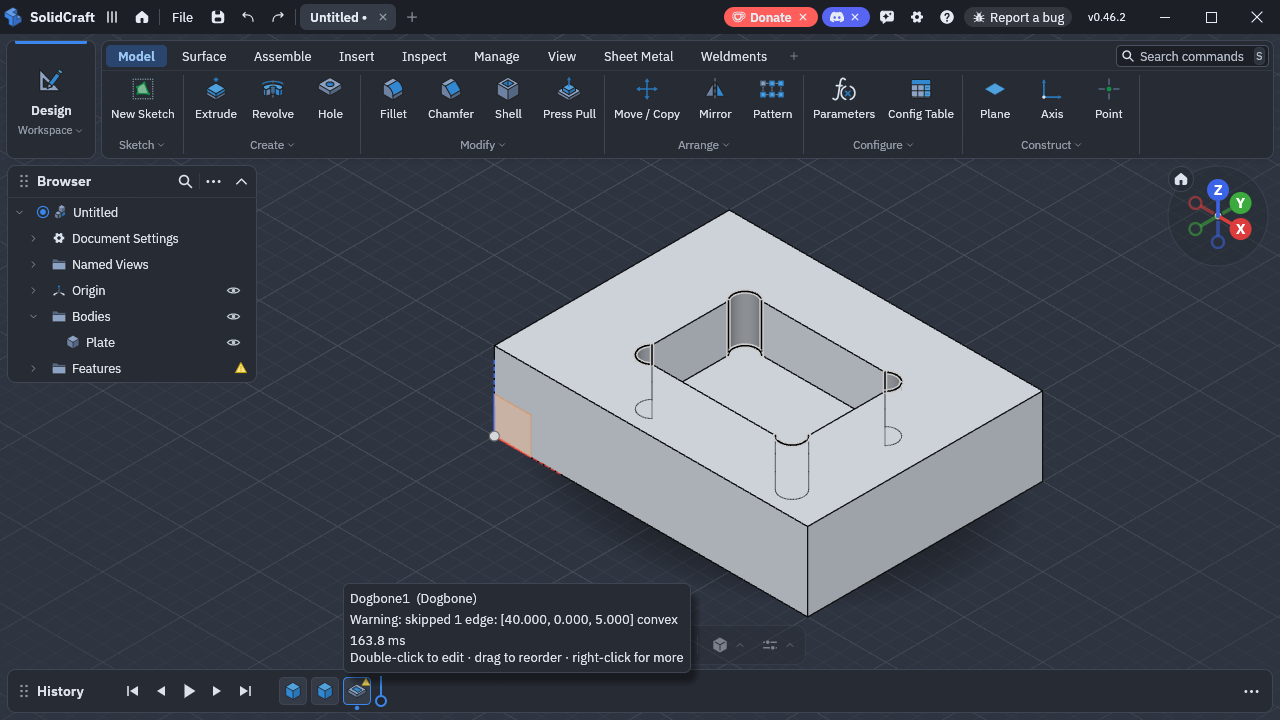 SolidCraft
File
Untitled •
Donate
Report a bug
v0.46.2
Design
Workspace
Model
Surface
Assemble
Insert
Inspect
Manage
View
Sheet Metal
Weldments
Search commands
S
New Sketch
Extrude
Revolve
Hole
Fillet
Chamfer
Shell
Press Pull
Move / Copy
Mirror
Pattern
Parameters
Config Table
Plane
Axis
Point
Sketch
Create
Modify
Arrange
Configure
Construct
Browser
Untitled
Document Settings
Named Views
Origin
Bodies
Plate
Features
Z
Y
X
Dogbone1 (Dogbone)
Warning: skipped 1 edge: [40.000, 0.000, 5.000] convex
163.8 ms
Double-click to edit · drag to reorder · right-click for more
History